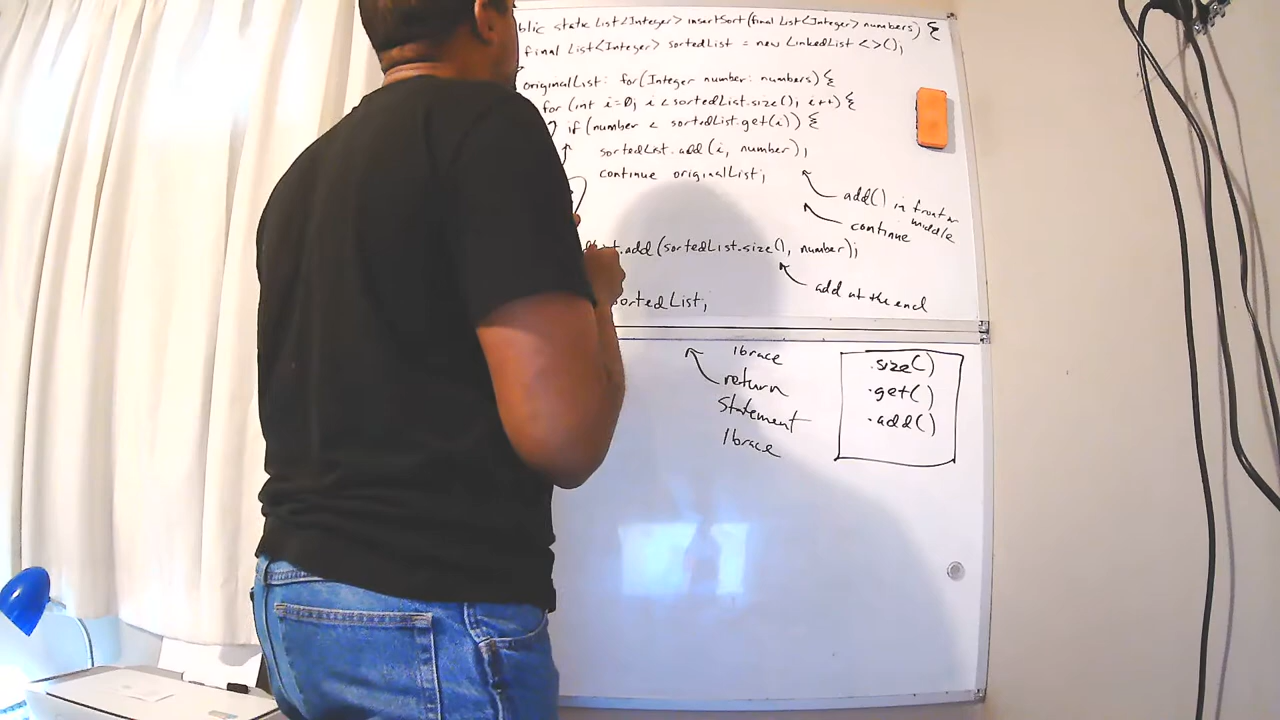 blic static List<Integer> insertSort(final List<Integer> numbers) {
final List<Integer> sortedList = new LinkedList <>();
originalList: for(Integer number: numbers) {
for (int i=0; i < sortedList.size(); i++) {
if (number < sortedList.get(i)) {
sortedList.add(i, number);
continue originalList;
add() in front or
middle
continue
.add(sortedList.size(), number);
add at the end
sortedList;
1brace
return
statement
1brace
.size()
.get()
.add()